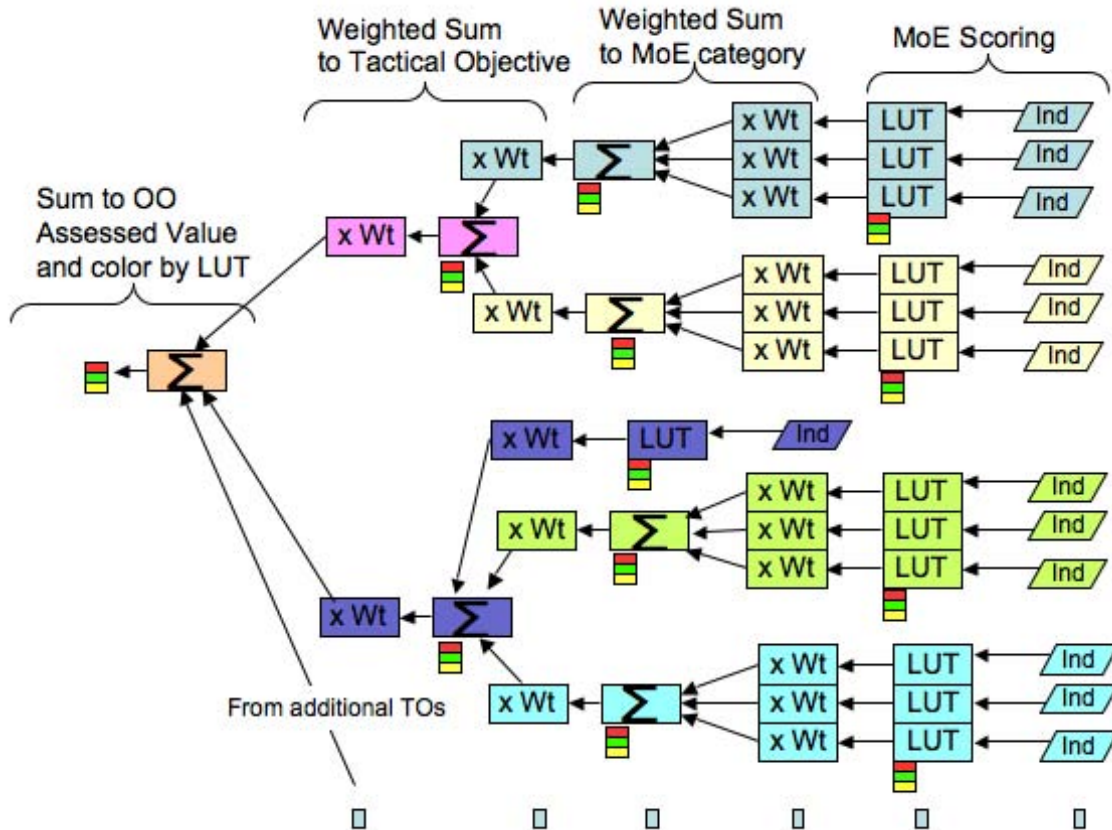 Weighted Sum
to Tactical Objective
Weighted Sum
to MoE category
MoE Scoring
Sum to OO
Assessed Value
and color by LUT
x Wt
Σ
x Wt
LUT
Ind
x Wt
LUT
Ind
x Wt
LUT
Ind
x Wt
Σ
x Wt
Σ
x Wt
LUT
Ind
x Wt
LUT
Ind
x Wt
LUT
Ind
Σ
x Wt
LUT
Ind
x Wt
Σ
x Wt
LUT
Ind
x Wt
LUT
Ind
x Wt
LUT
Ind
x Wt
Σ
x Wt
Σ
x Wt
LUT
Ind
x Wt
LUT
Ind
x Wt
LUT
Ind
From additional TOs